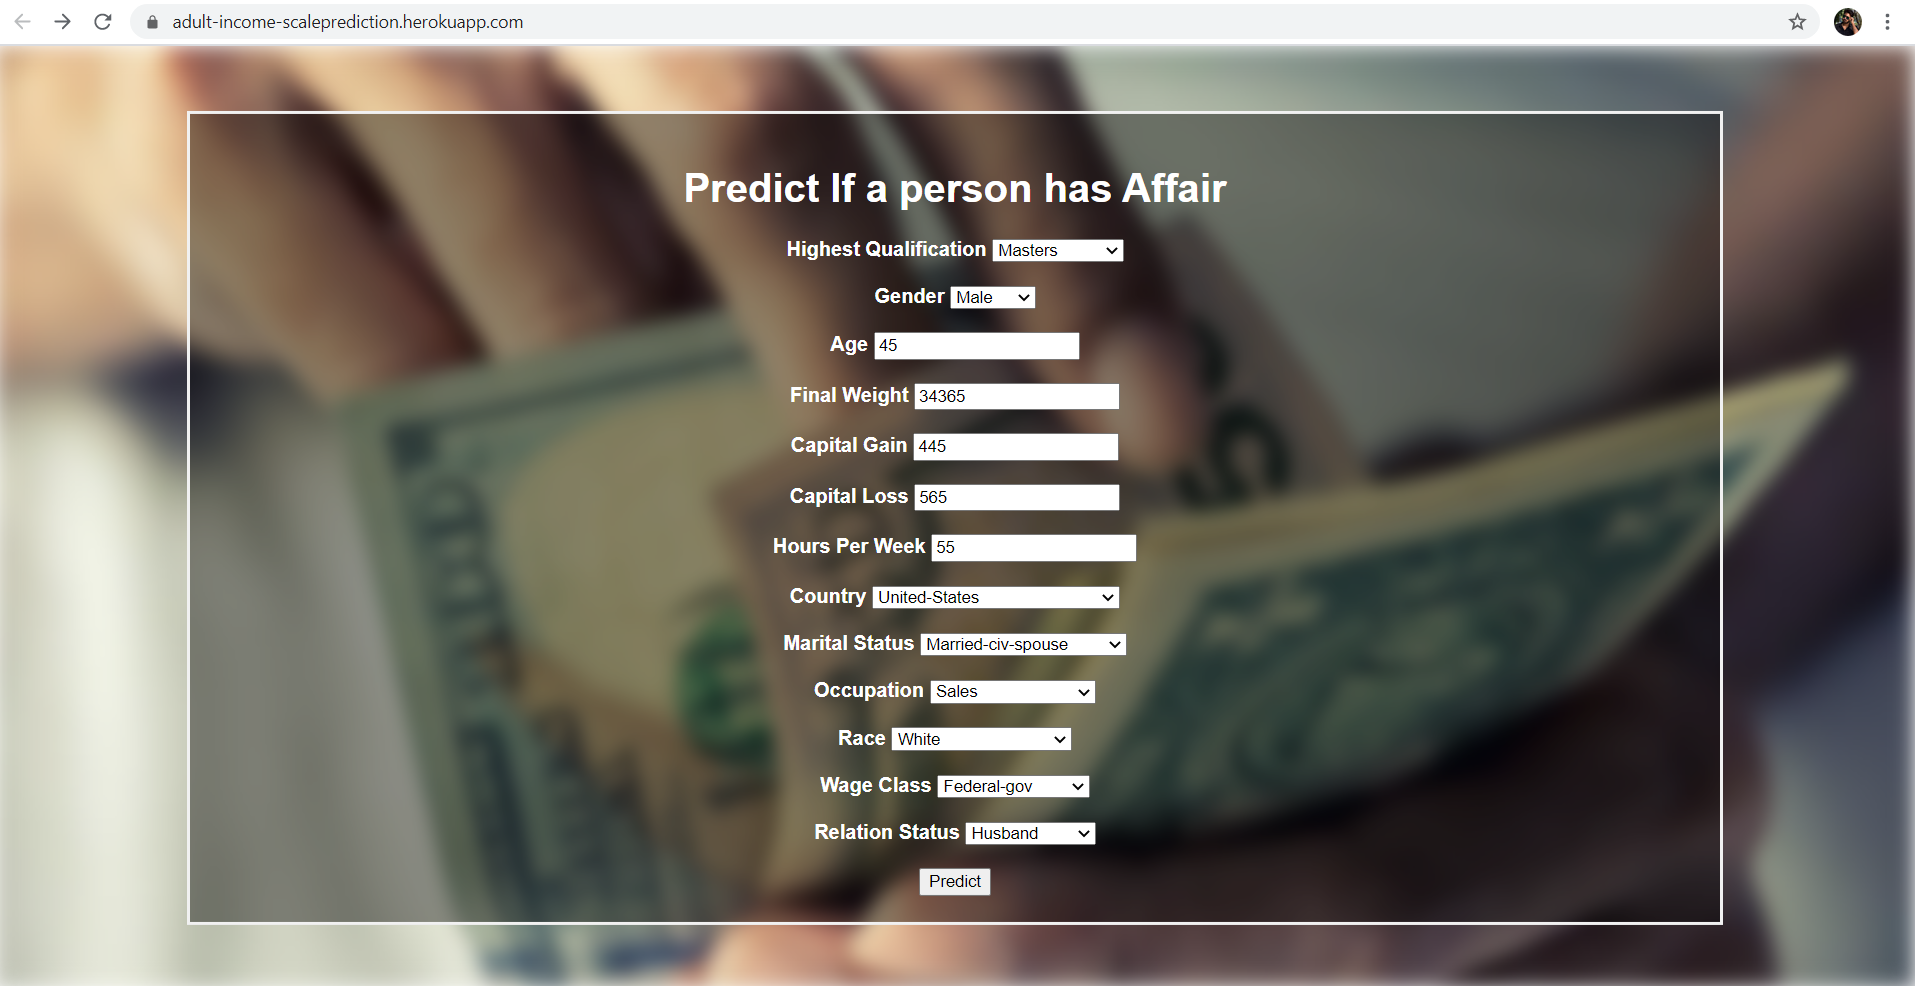 adult-income-scaleprediction.herokuapp.com
Predict If a person has Affair
Highest Qualification Masters
Gender Male
Age 45
Final Weight 34365
Capital Gain 445
Capital Loss 565
Hours Per Week 55
Country United-States
Marital Status Married-civ-spouse
Occupation Sales
Race White
Wage Class Federal-gov
Relation Status Husband
Predict